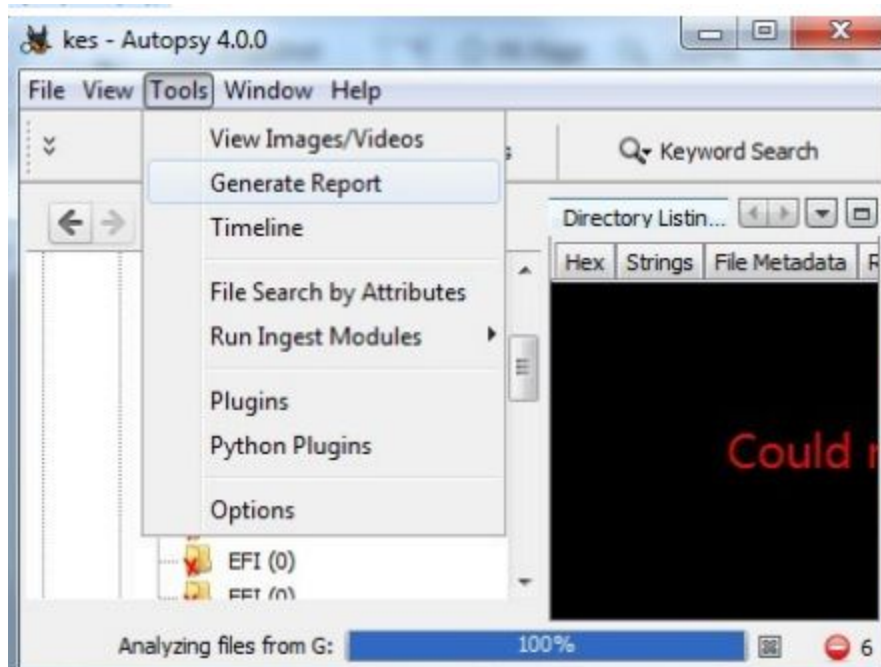 kes - Autopsy 4.0.0
File View Tools Window Help
View Images/Videos
Generate Report
Timeline
File Search by Attributes
Run Ingest Modules
Plugins
Python Plugins
Options
Keyword Search
Directory Listin...
Hex Strings File Metadata
Could
EFI (0)
EFI (0)
Analyzing files from G: 100% 6